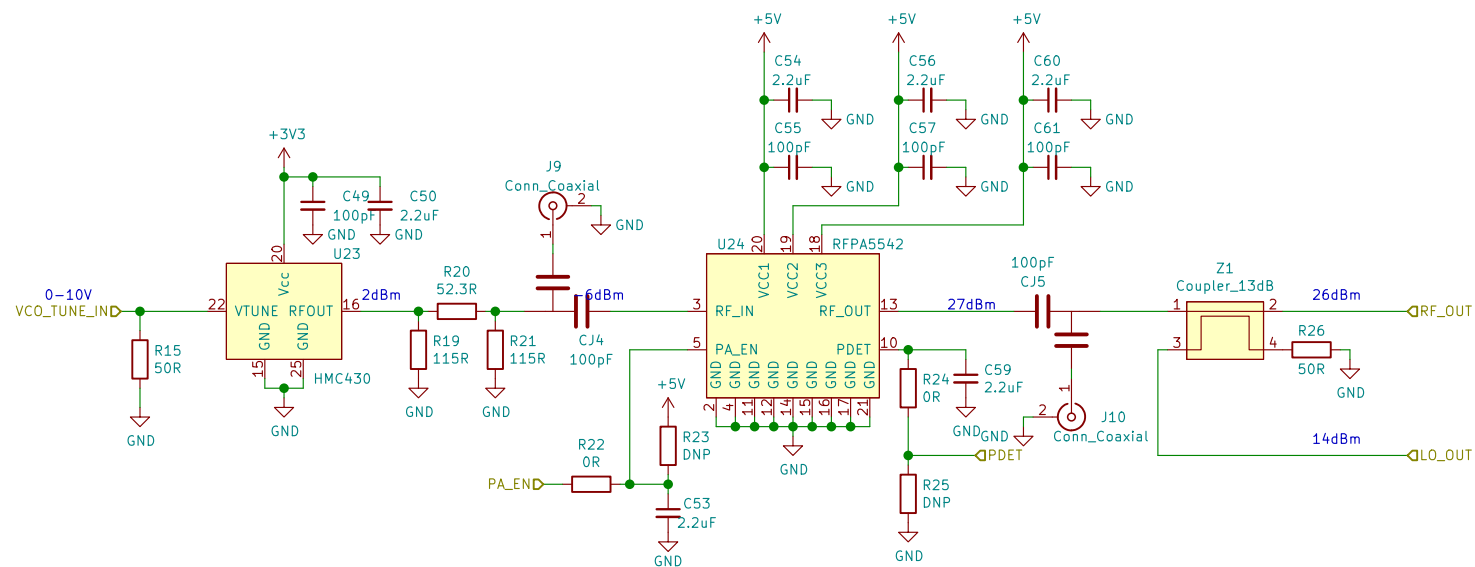 +5V
+5V
+5V
C54
2.2uF
C56
2.2uF
C60
2.2uF
GND
GND
GND
C55
100pF
C57
100pF
C61
100pF
GND
GND
GND
+3V3
C49
100pF
C50
2.2uF
GND
GND
J9
Conn_Coaxial
2
1
GND
20
U23
Vcc
VTUNE
RFOUT
GND
GND
22
16
15
25
HMC430
GND
0-10V
VCO_TUNE_IN
R15
50R
GND
2dBm
R20
52.3R
R19
115R
R21
115R
GND
GND
-6dBm
CJ4
100pF
U24
RFPA5542
20
19
18
VCC1
VCC2
VCC3
3
RF_IN
RF_OUT
13
5
PA_EN
PDET
10
GND
GND
GND
GND
GND
GND
GND
GND
GND
2
4
11
12
14
15
16
17
21
GND
+5V
R23
DNP
R22
0R
PA_EN
C53
2.2uF
GND
27dBm
100pF
CJ5
R24
0R
C59
2.2uF
GND
PDET
R25
DNP
GND
1
2
J10
Conn_Coaxial
GND
Z1
Coupler_13dB
1
2
3
4
26dBm
RF_OUT
R26
50R
GND
14dBm
LO_OUT